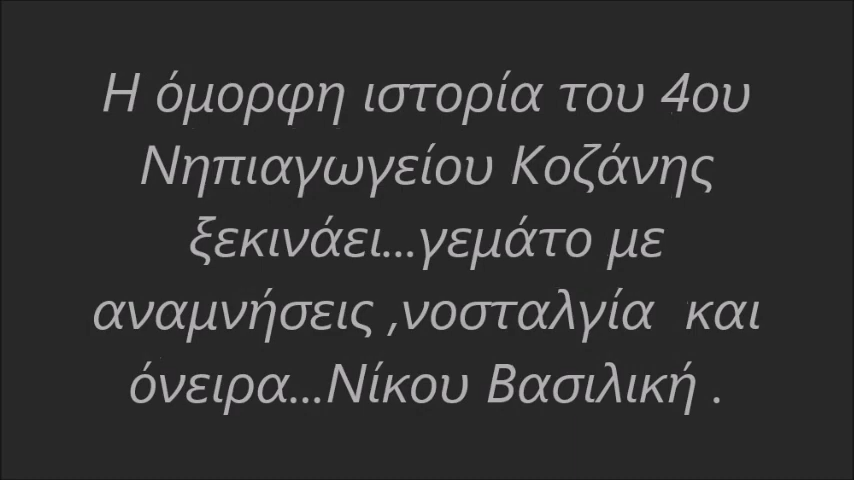 Η όμορφη ιστορία του 4ου
Νηπιαγωγείου Κοζάνης
ξεκινάει...γεμάτο με
αναμνήσεις ,νοσταλγία  και
όνειρα...Νίκου Βασιλική .